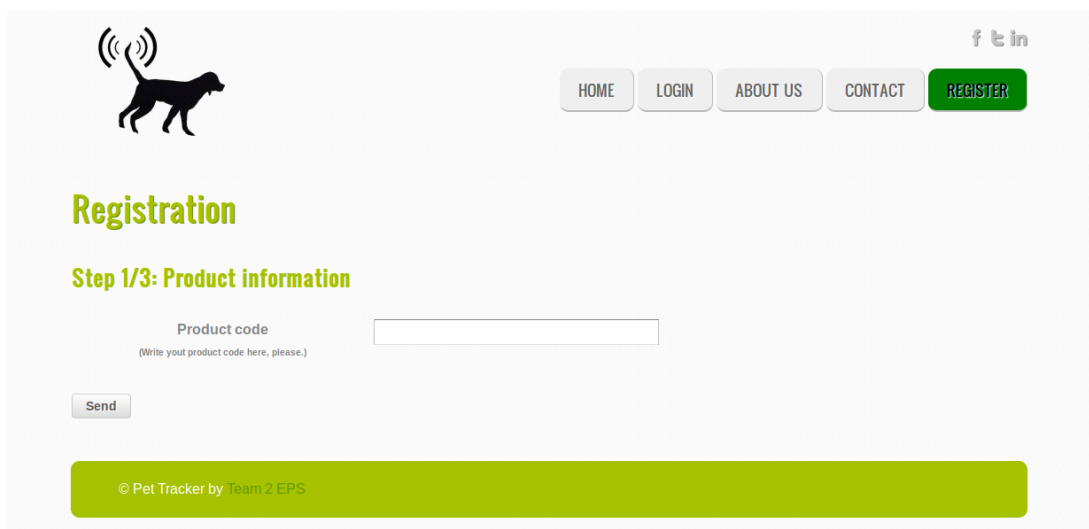 f t in
HOME LOGIN ABOUT US CONTACT REGISTER
Registration
Step 1/3: Product information
Product code
(Write yout product code here, please.)
Send
© Pet Tracker by Team 2 EPS